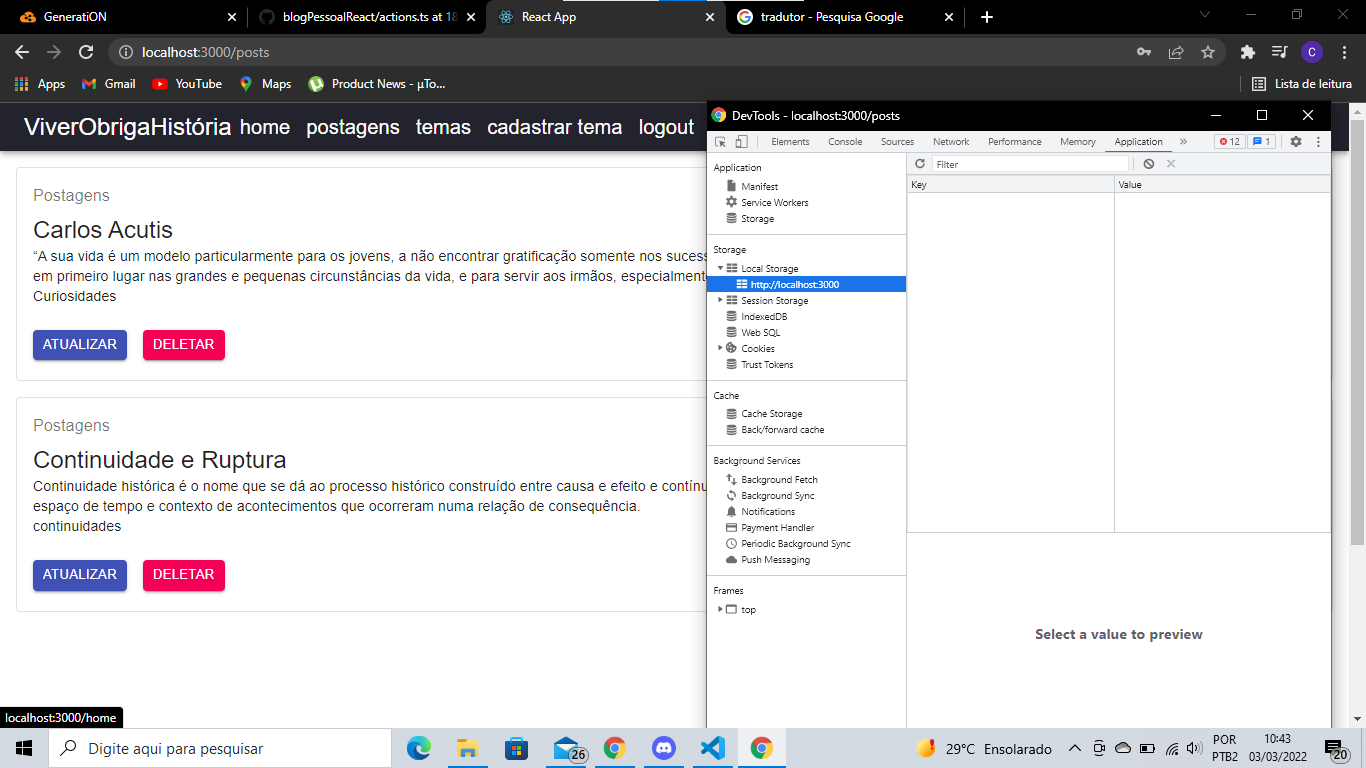 GeneratiON
blogPessoalReact/actions.ts at 18
React App
tradutor - Pesquisa Google
localhost:3000/posts
C
Apps
Gmail
YouTube
Maps
Product News - µTo...
Lista de leitura
ViverObrigaHistória home postagens temas cadastrar tema logout
Postagens
Carlos Acutis
“A sua vida é um modelo particularmente para os jovens, a não encontrar gratificação somente nos sucess
em primeiro lugar nas grandes e pequenas circunstâncias da vida, e para servir aos irmãos, especialmente
Curiosidades
ATUALIZAR DELETAR
Postagens
Continuidade e Ruptura
Continuidade histórica é o nome que se dá ao processo histórico construído entre causa e efeito e contínu
espaço de tempo e contexto de acontecimentos que ocorreram numa relação de consequência.
continuidades
ATUALIZAR DELETAR
localhost:3000/home
DevTools - localhost:3000/posts
Elements Console Sources Network Performance Memory Application » 12 1
Application
Manifest
Service Workers
Storage
Storage
Local Storage
http://localhost:3000
Session Storage
IndexedDB
Web SQL
Cookies
Trust Tokens
Cache
Cache Storage
Back/forward cache
Background Services
Background Fetch
Background Sync
Notifications
Payment Handler
Periodic Background Sync
Push Messaging
Frames
top
Filter
Key Value
Select a value to preview
Digite aqui para pesquisar
26
29°C Ensolarado
POR
PTB2
10:43
03/03/2022
20